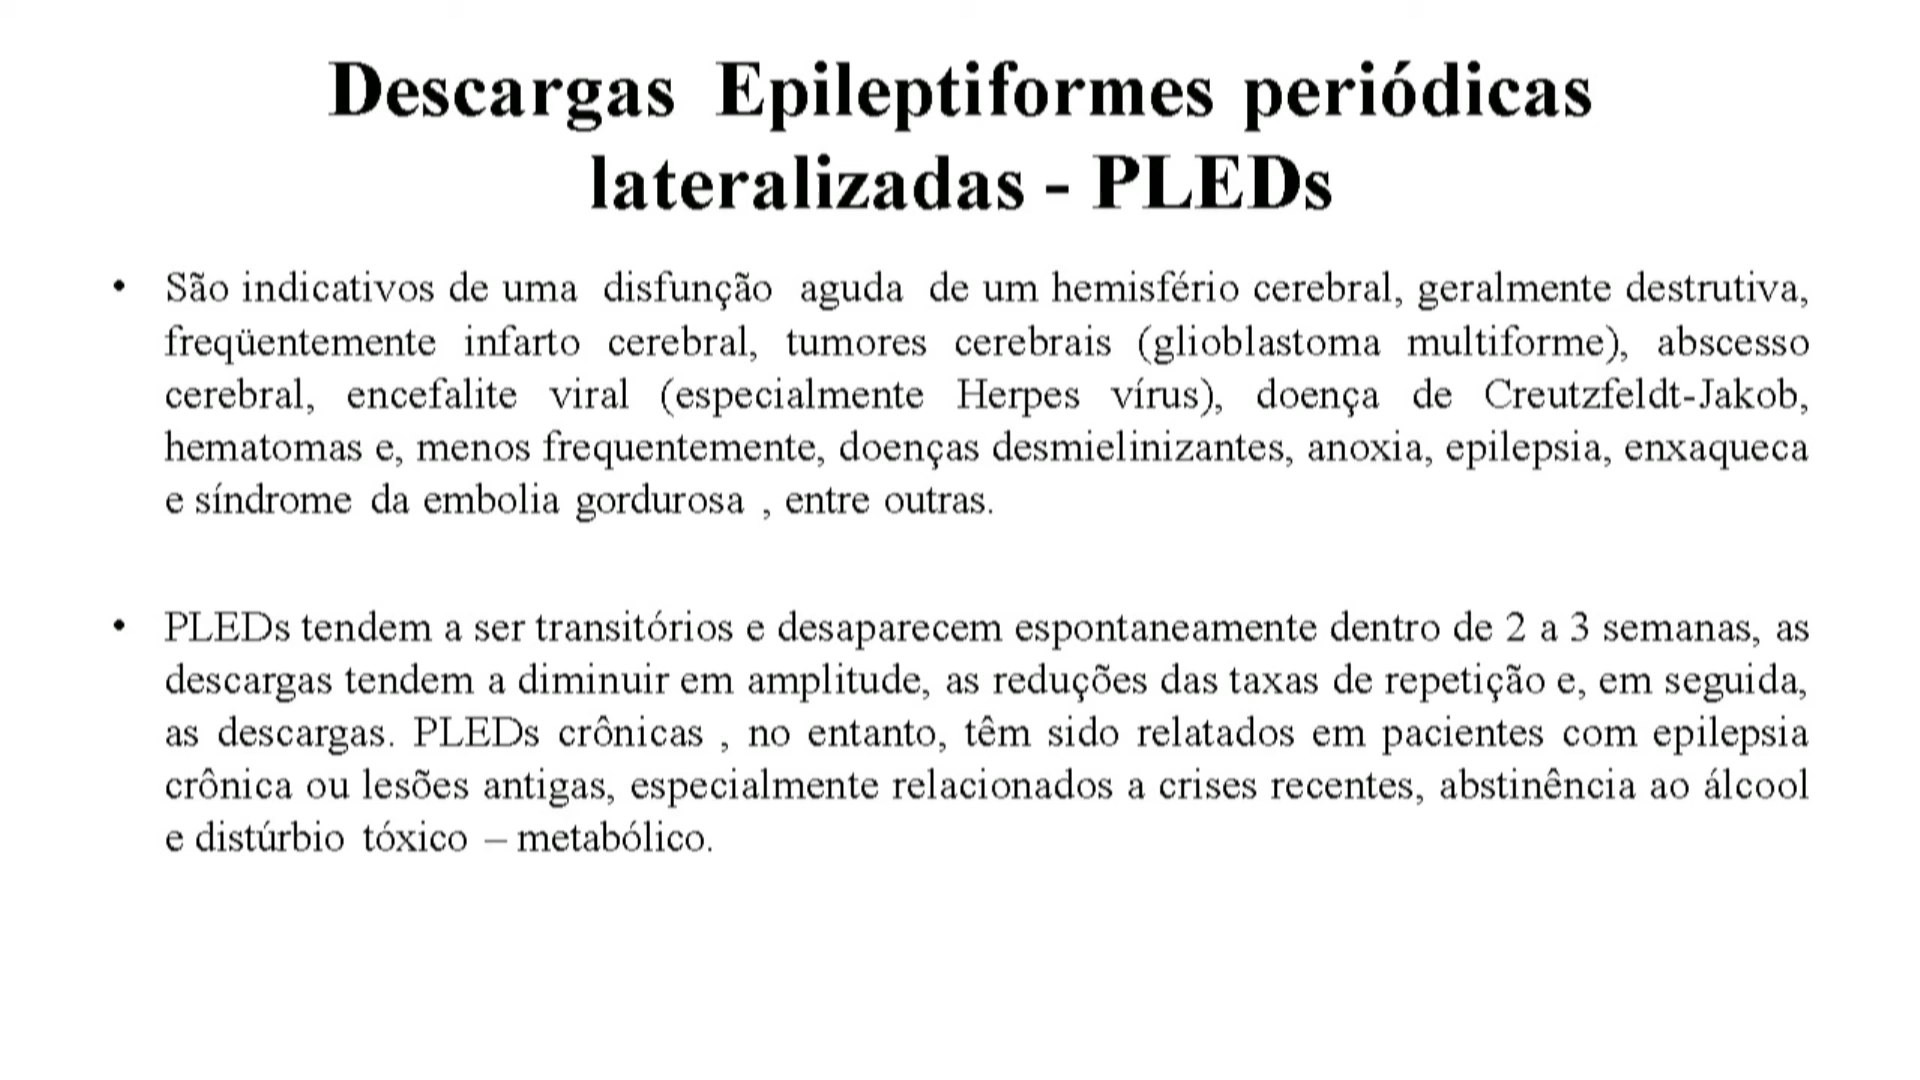 Descargas Epileptiformes periódicas
lateralizadas - PLEDs
• São indicativos de uma disfunção aguda de um hemisfério cerebral, geralmente destrutiva,
freqüentemente infarto cerebral, tumores cerebrais (glioblastoma multiforme), abscesso
cerebral, encefalite viral (especialmente Herpes vírus), doença de Creutzfeldt-Jakob,
hematomas e, menos frequentemente, doenças desmielinizantes, anoxia, epilepsia, enxaqueca
e síndrome da embolia gordurosa , entre outras.
• PLEDs tendem a ser transitórios e desaparecem espontaneamente dentro de 2 a 3 semanas, as
descargas tendem a diminuir em amplitude, as reduções das taxas de repetição e, em seguida,
as descargas. PLEDs crônicas , no entanto, têm sido relatados em pacientes com epilepsia
crônica ou lesões antigas, especialmente relacionados a crises recentes, abstinência ao álcool
e distúrbio tóxico – metabólico.